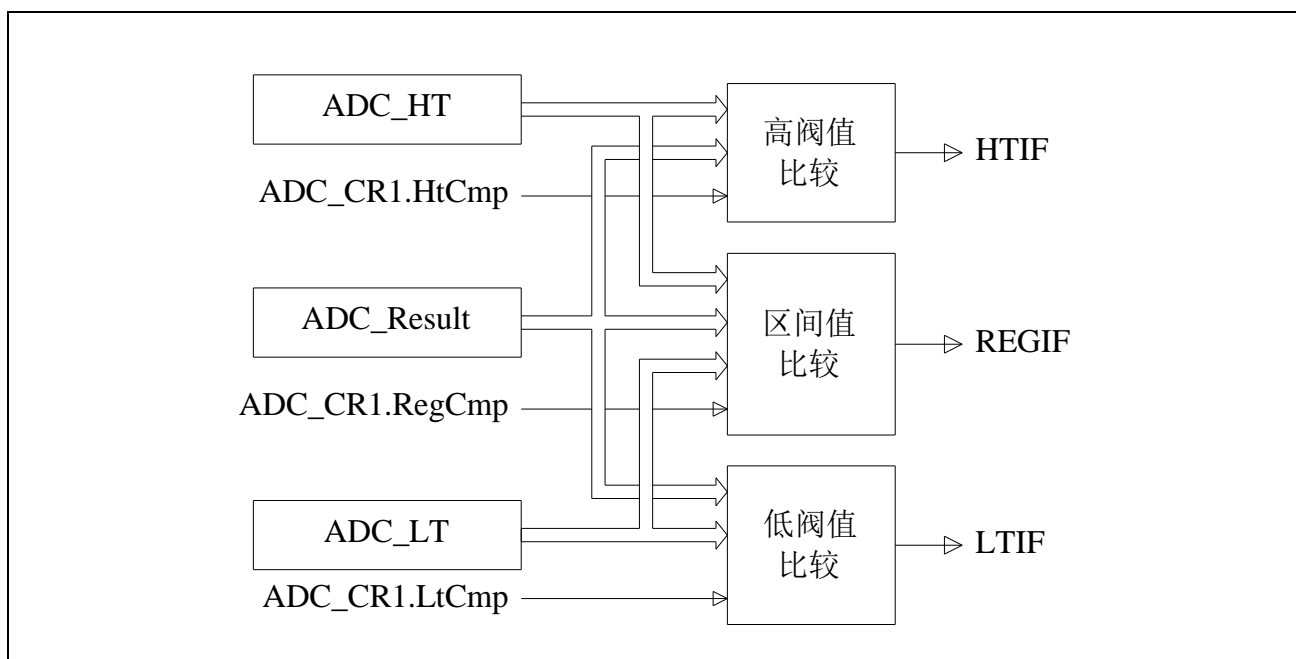 ADC_HT
高阀值
比较
HTIF
ADC_CR1.HtCmp
ADC_Result
区间值
比较
REGIF
ADC_CR1.RegCmp
ADC_LT
低阀值
比较
LTIF
ADC_CR1.LtCmp